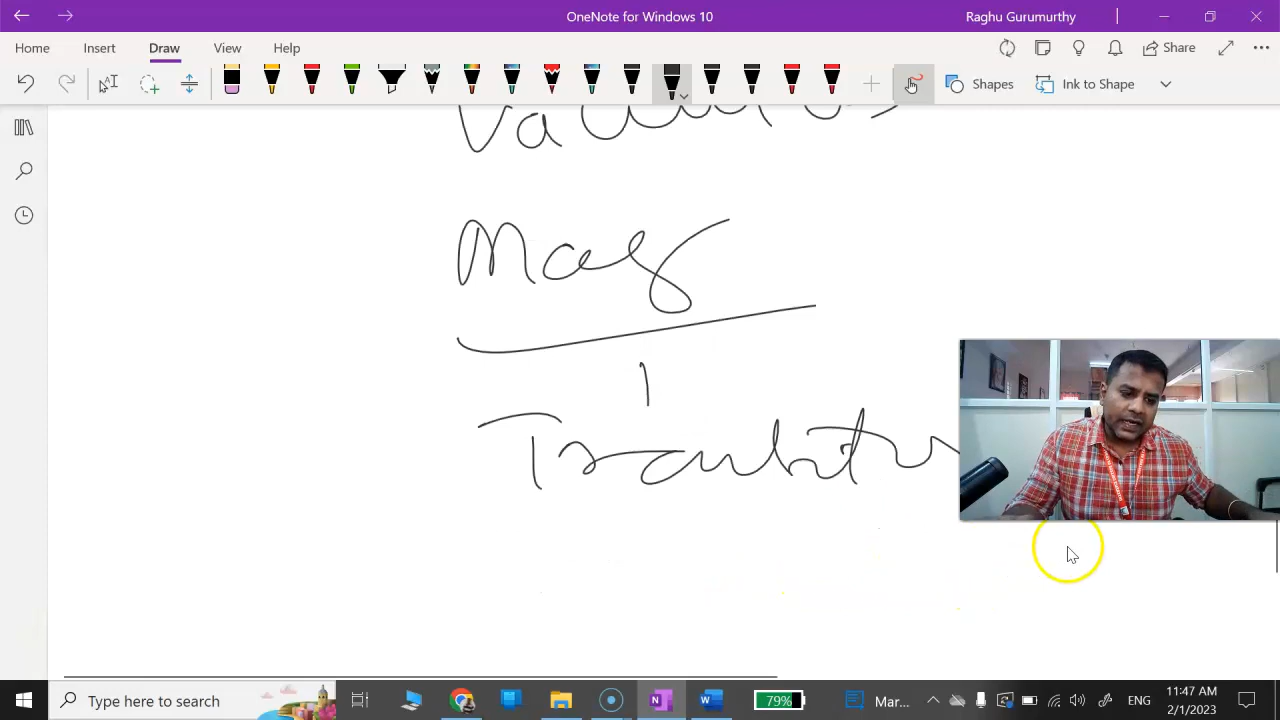 OneNote for Windows 10
Raghu Gurumurthy
Home Insert Draw View Help Share
Shapes Ink to Shape
Type here to search 79% Mar... ENG 11:47 AM
2/1/2023